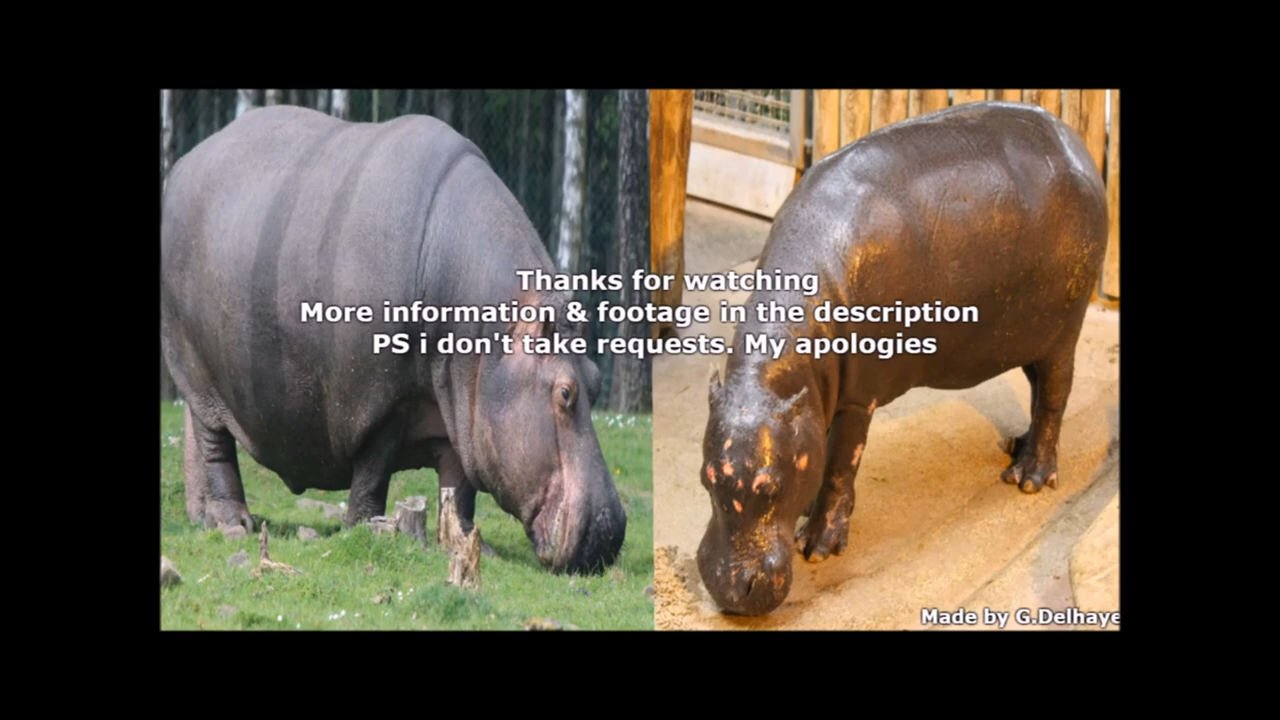 Thanks for watching
More information & footage in the description
PS i don't take requests. My apologies
Made by G.Delhaye